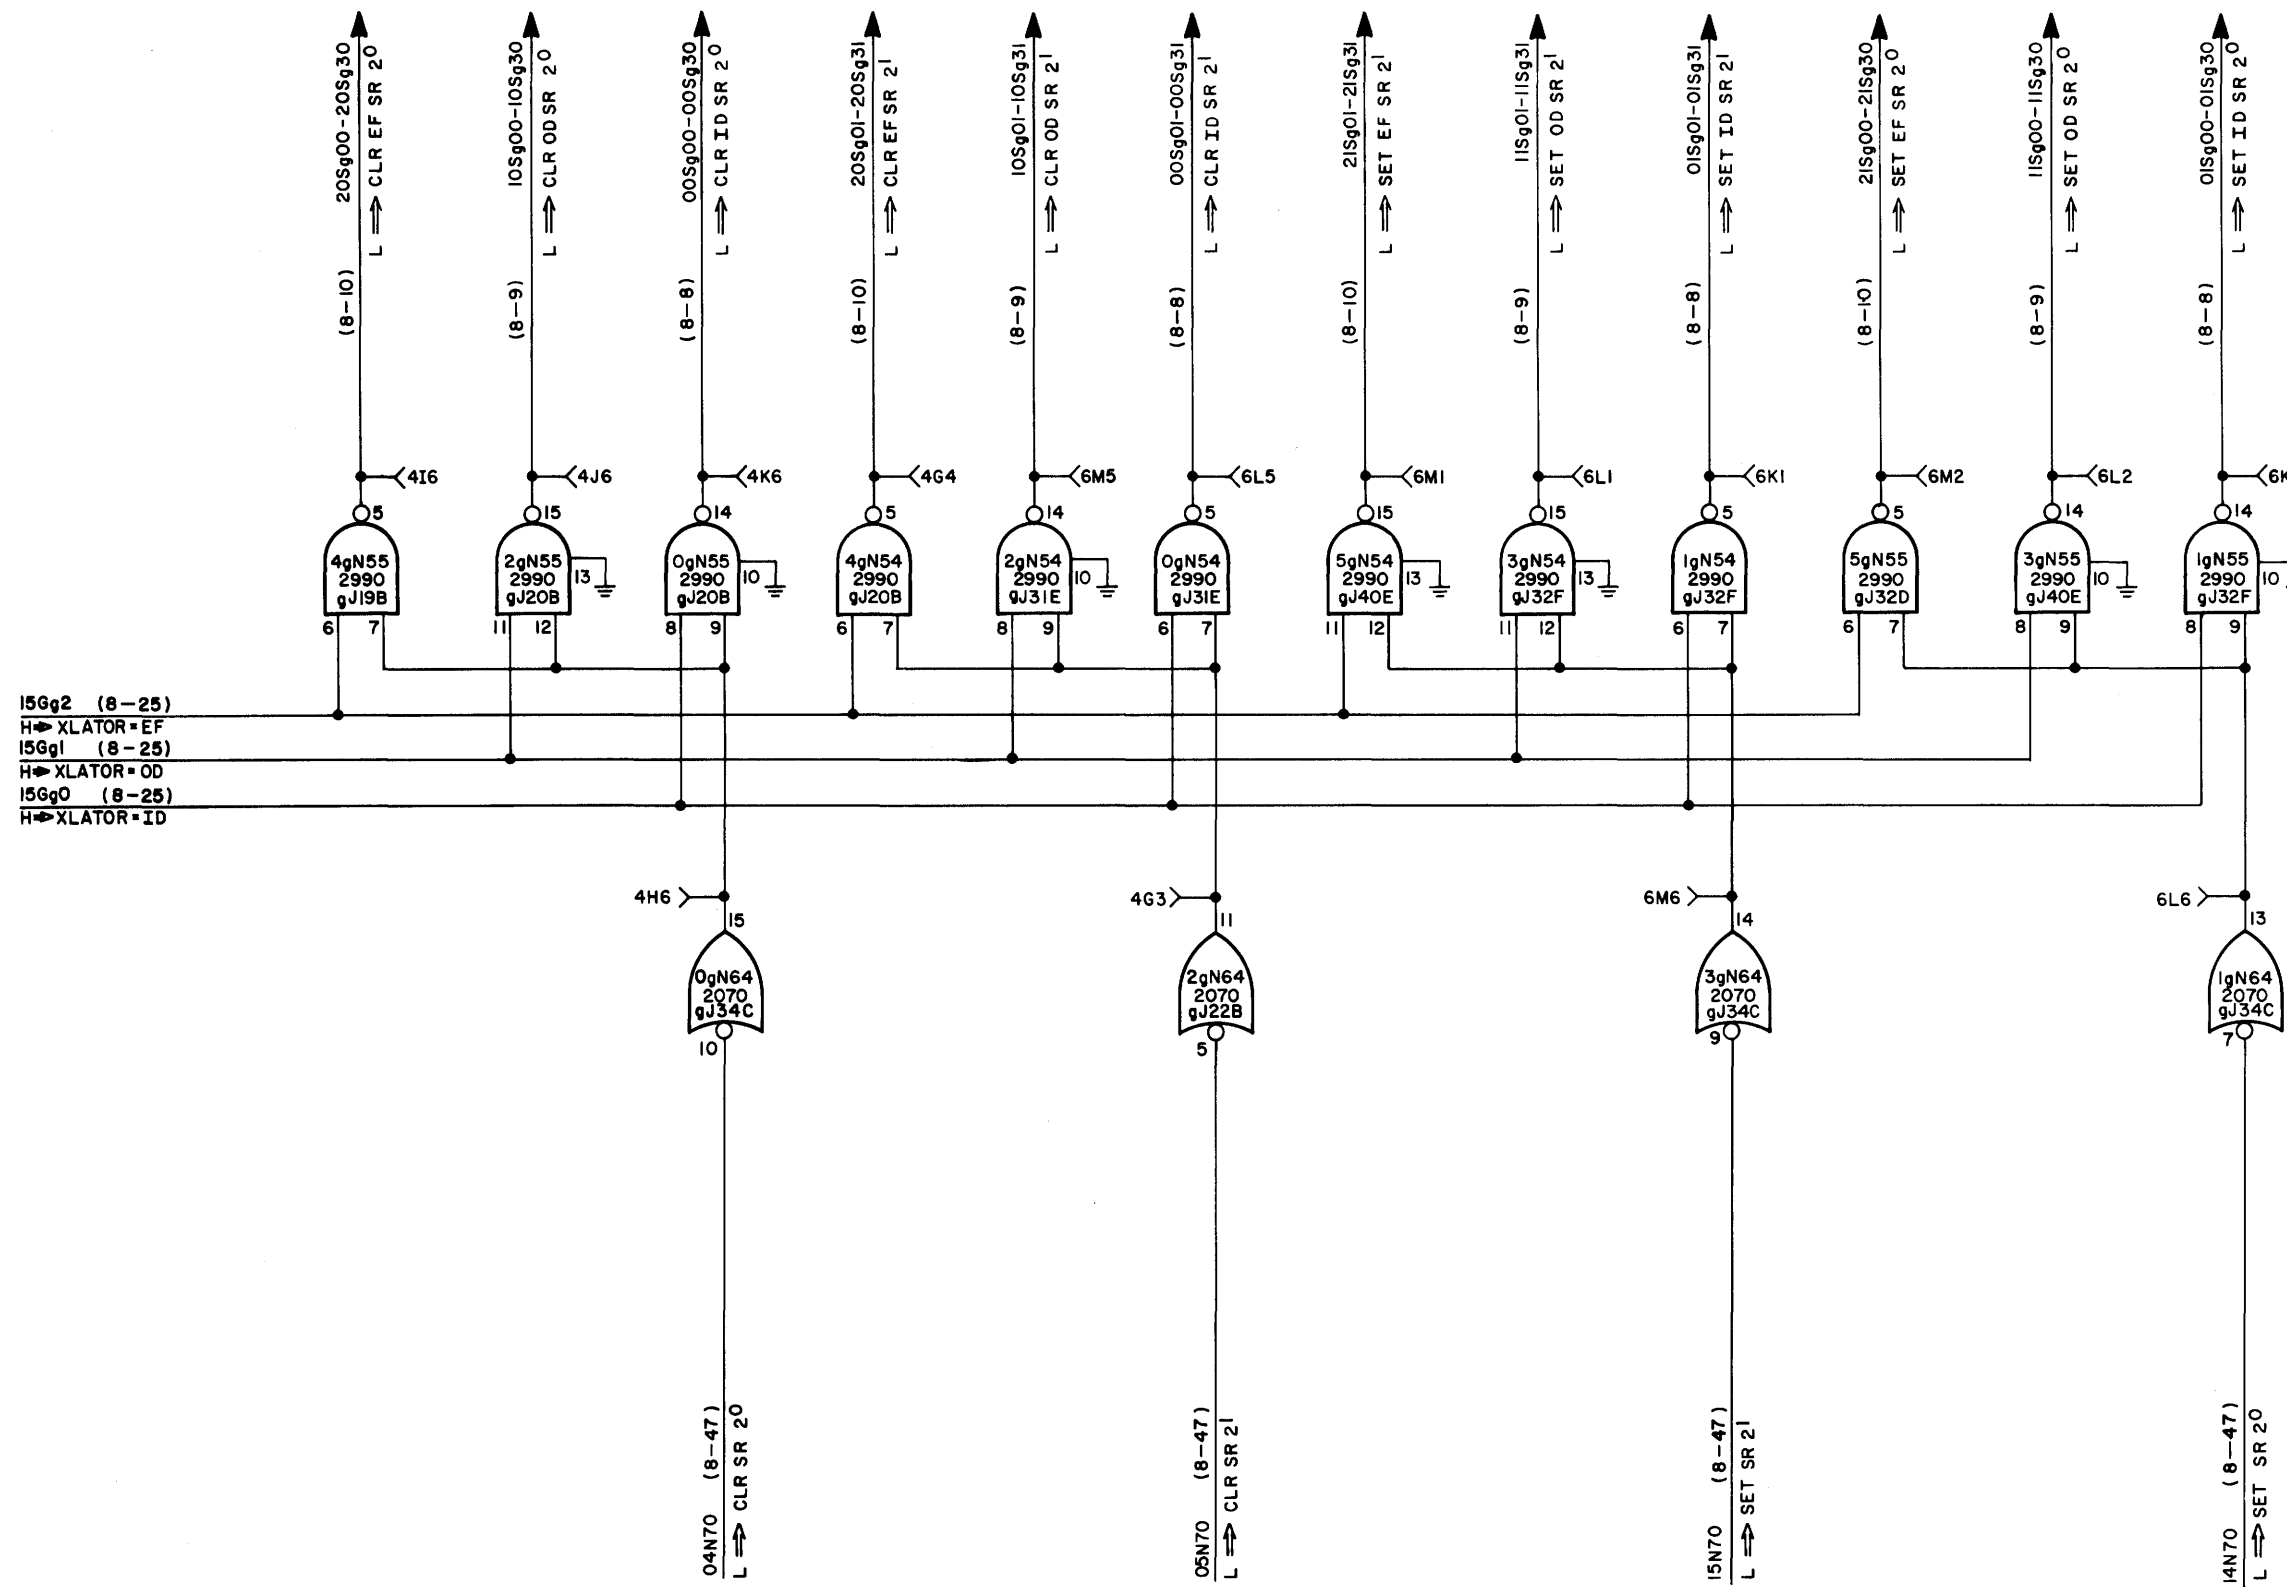 20Sg00-20Sg30
L ⟹ CLR EF SR 2⁰
(8-10)
10Sg00-10Sg30
L ⟹ CLR OD SR 2⁰
(8-9)
00Sg00-00Sg30
L ⟹ CLR ID SR 2⁰
(8-8)
20Sg01-20Sg31
L ⟹ CLR EF SR 2¹
(8-10)
10Sg01-10Sg31
L ⟹ CLR OD SR 2¹
(8-9)
00Sg01-00Sg31
L ⟹ CLR ID SR 2¹
(8-8)
21Sg01-21Sg31
L ⟹ SET EF SR 2¹
(8-10)
11Sg01-11Sg31
L ⟹ SET OD SR 2¹
(8-9)
01Sg01-01Sg31
L ⟹ SET ID SR 2¹
(8-8)
21Sg00-21Sg30
L ⟹ SET EF SR 2⁰
(8-10)
11Sg00-11Sg30
L ⟹ SET OD SR 2⁰
(8-9)
01Sg00-01Sg30
L ⟹ SET ID SR 2⁰
(8-8)
4I6 4J6 4K6 4G4 6M5 6L5 6M1 6L1 6K1 6M2 6L2 6K
5 15 14 5 14 5 15 15 5 5 14 14
4gN55 2gN55 0gN55 4gN54 2gN54 0gN54 5gN54 3gN54 1gN54 5gN55 3gN55 1gN55
2990 2990 2990 2990 2990 2990 2990 2990 2990 2990 2990 2990
13 10 10 13 13 10 10
gJ19B gJ20B gJ20B gJ20B gJ31E gJ31E gJ40E gJ32F gJ32F gJ32D gJ40E gJ32F
6 7 11 12 8 9 6 7 8 9 6 7 11 12 11 12 6 7 6 7 8 9 8 9
15Gg2 (8-25)
H⇒ XLATOR=EF
15Gg1 (8-25)
H⇒ XLATOR=OD
15Gg0 (8-25)
H⇒ XLATOR=ID
4H6 4G3 6M6 6L6
15 11 14 13
0gN64 2gN64 3gN64 1gN64
2070 2070 2070 2070
gJ34C gJ22B gJ34C gJ34C
10 5 9 7
04N70 (8-47)
L ⟹ CLR SR 2⁰
05N70 (8-47)
L ⟹ CLR SR 2¹
15N70 (8-47)
L ⟹ SET SR 2¹
14N70 (8-47)
L ⟹ SET SR 2⁰